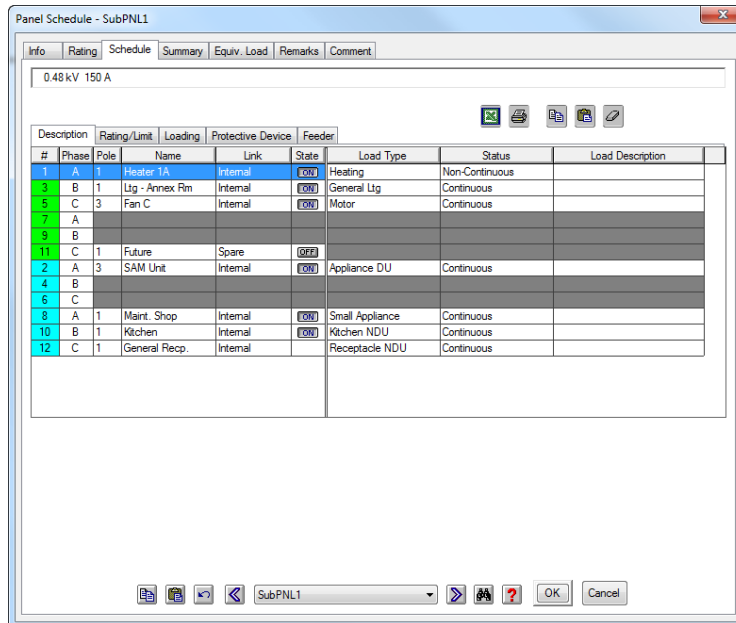 Panel Schedule - SubPNL1
x
Info Rating Schedule Summary Equiv. Load Remarks Comment
0.48 kV 150 A
Description Rating/Limit Loading Protective Device Feeder
# Phase Pole Name Link State Load Type Status Load Description
1 A 1 Heater 1A Internal ON Heating Non-Continuous
3 B 1 Ltg - Annex Rm Internal ON General Ltg Continuous
5 C 3 Fan C Internal ON Motor Continuous
7 A
9 B
11 C 1 Future Spare OFF
2 A 3 SAM Unit Internal ON Appliance DU Continuous
4 B
6 C
8 A 1 Maint. Shop Internal ON Small Appliance Continuous
10 B 1 Kitchen Internal ON Kitchen NDU Continuous
12 C 1 General Recp. Internal Receptacle NDU Continuous
SubPNL1 ? OK Cancel